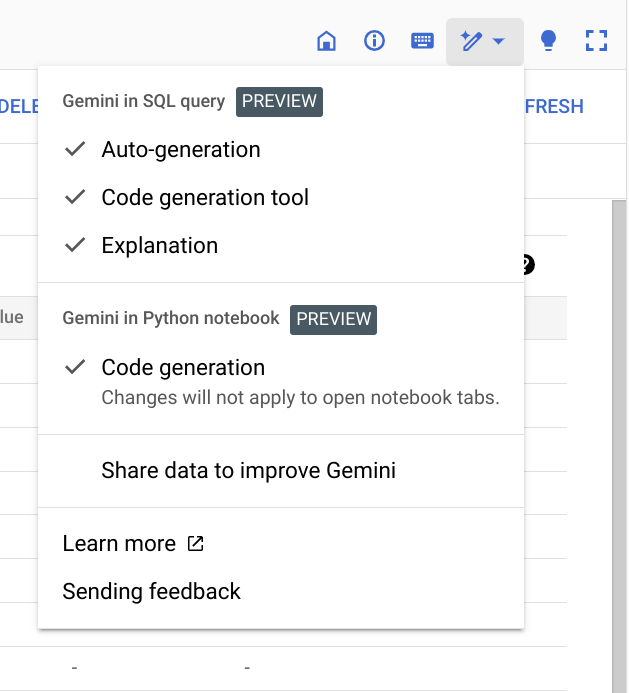 Gemini in SQL query PREVIEW
DELE
FRESH
Auto-generation
Code generation tool
Explanation
Gemini in Python notebook PREVIEW
lue
Code generation
Changes will not apply to open notebook tabs.
Share data to improve Gemini
Learn more
Sending feedback
- -